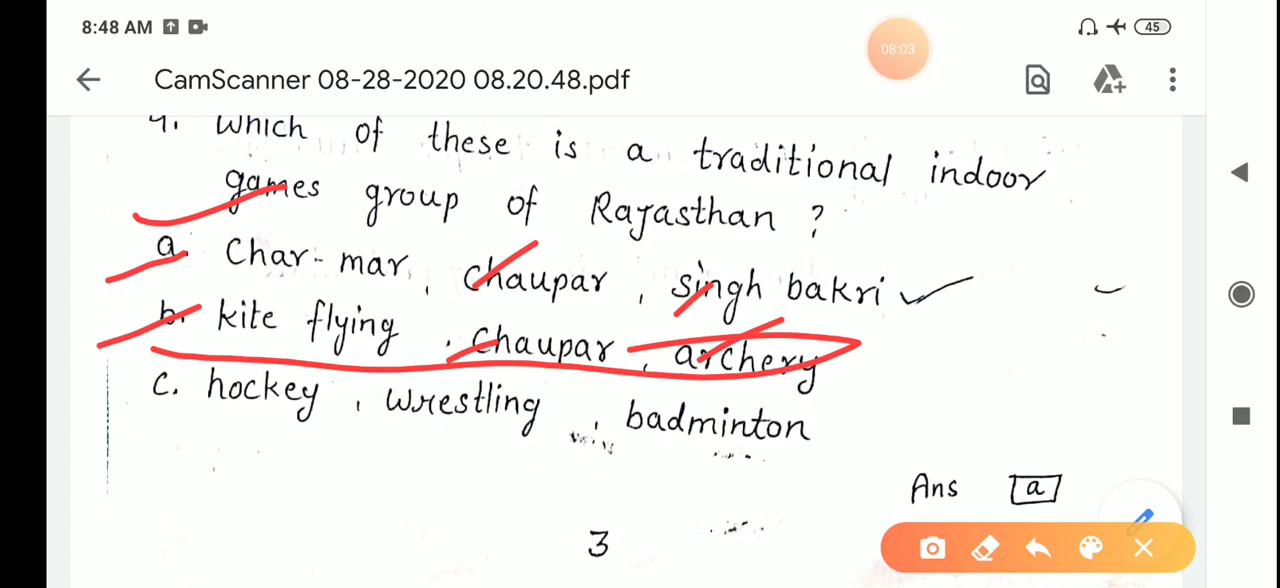 8:48 AM
45
08:03
CamScanner 08-28-2020 08.20.48.pdf
4. Which of these is a traditional indoor
games group of Rajasthan ?
a. Char-mar, Chaupar, singh bakri
b. kite flying, Chaupar, archery
c. hockey, wrestling, badminton
Ans a
3